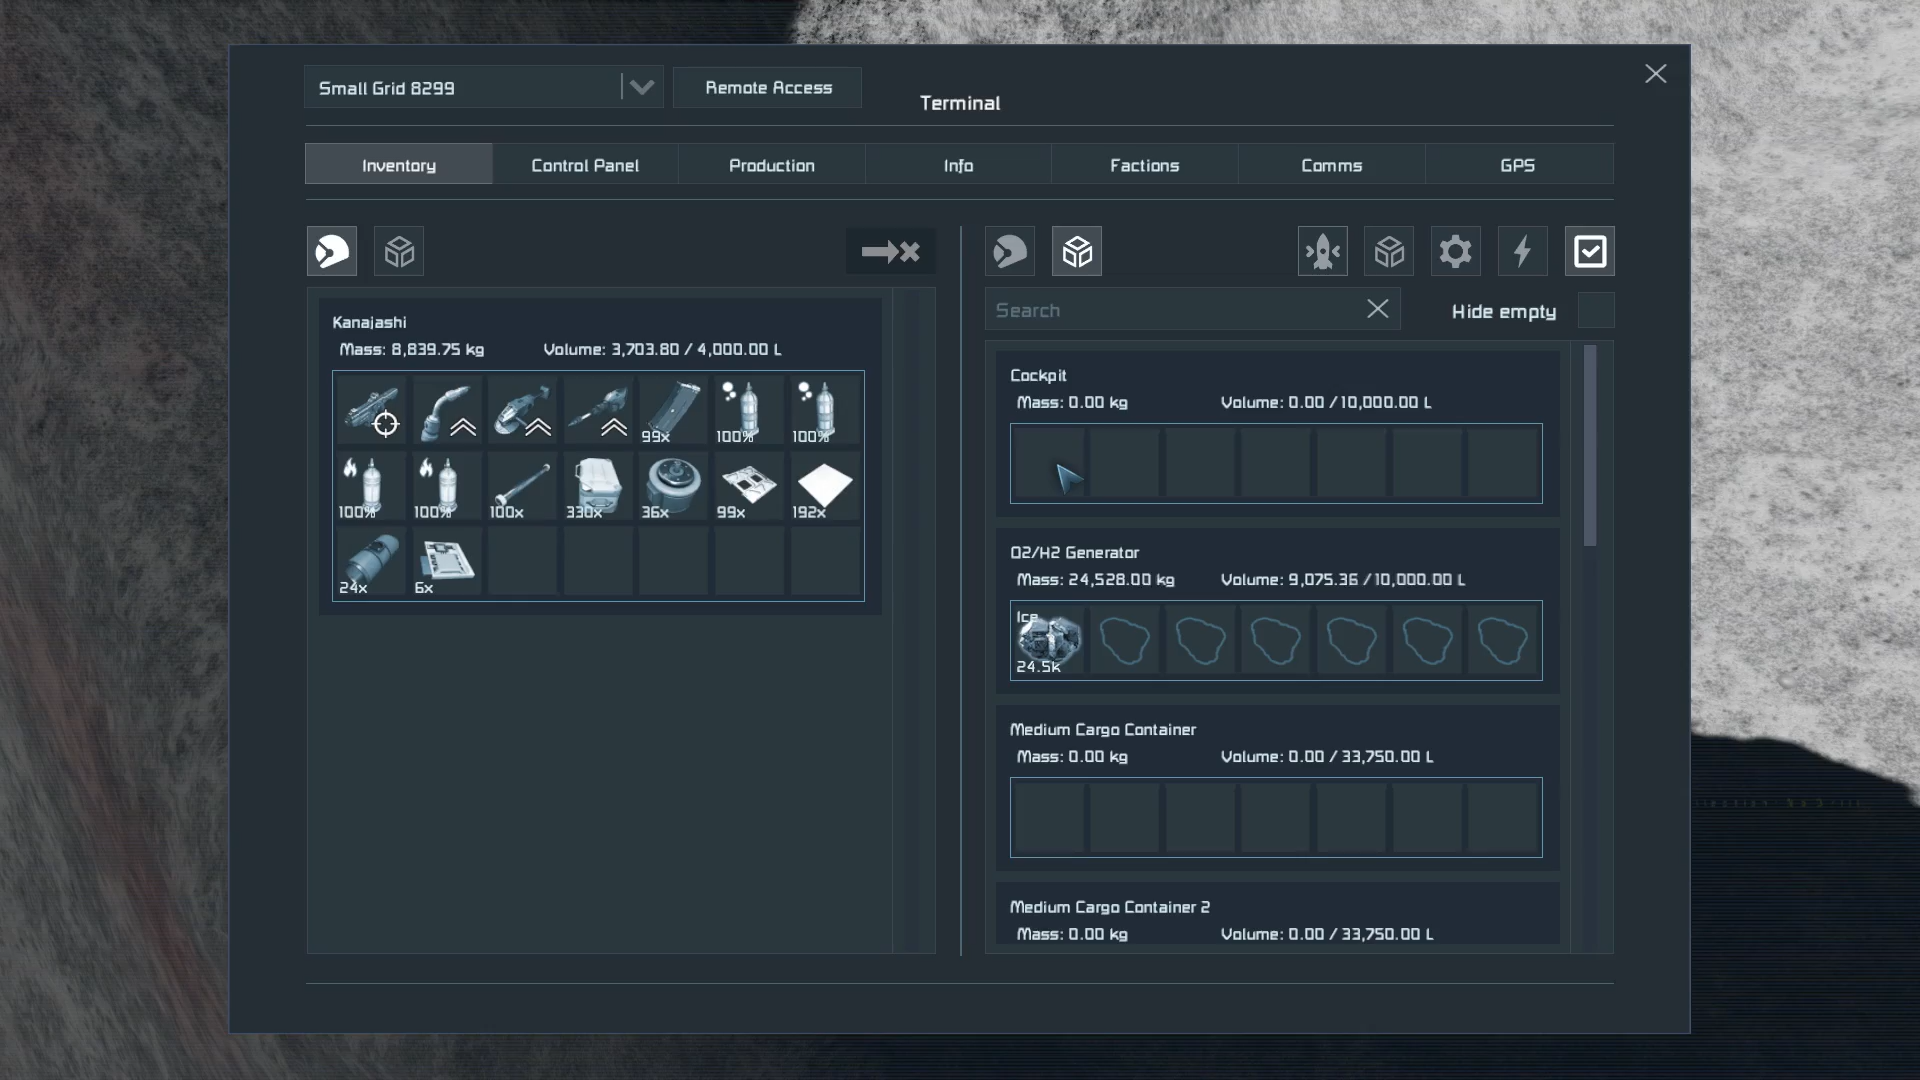 Small Grid 8299
Remote Access
Terminal
Inventory
Control Panel
Production
Info
Factions
Comms
GPS
Kanajashi
Mass: 8,839.75 kg
Volume: 3,703.80 / 4,000.00 L
99x
100%
100%
100%
100%
100x
330x
36x
99x
192x
24x
6x
Search
Hide empty
Cockpit
Mass: 0.00 kg
Volume: 0.00 / 10,000.00 L
O2/H2 Generator
Mass: 24,528.00 kg
Volume: 9,075.36 / 10,000.00 L
Ice
24.5k
Medium Cargo Container
Mass: 0.00 kg
Volume: 0.00 / 33,750.00 L
Medium Cargo Container 2
Mass: 0.00 kg
Volume: 0.00 / 33,750.00 L